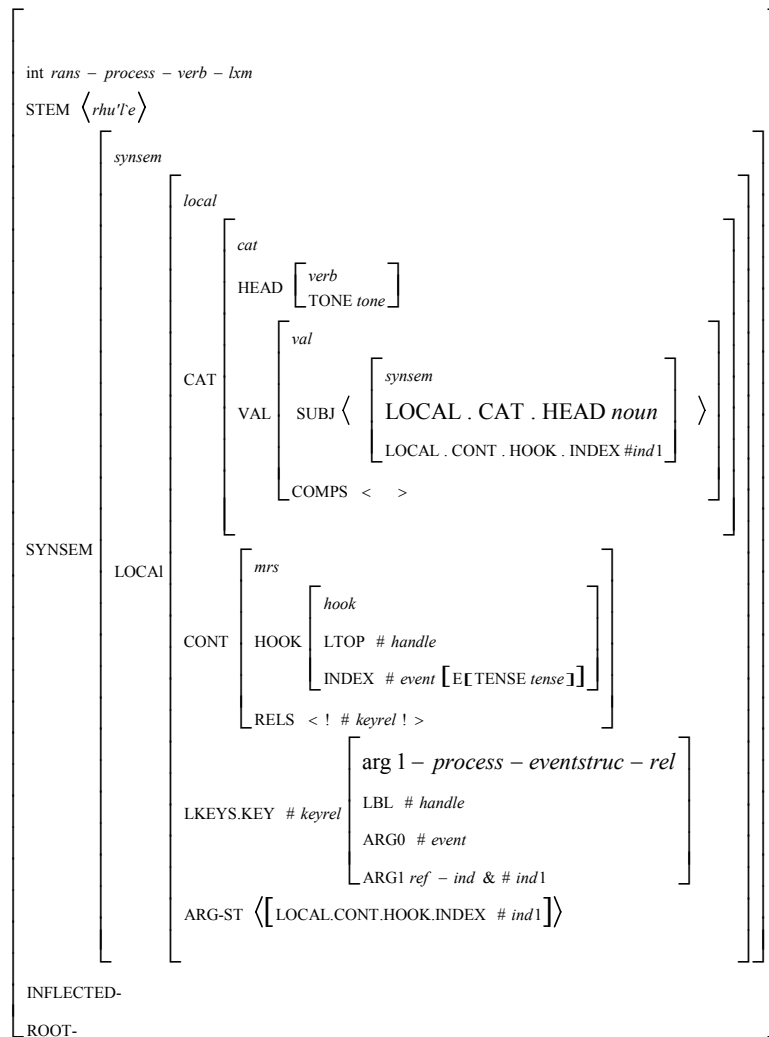 int rans – process – verb – lxm
STEM ⟨rhu'l`e⟩
synsem
local
cat
HEAD [verb
TONE tone]
val
synsem
CAT
VAL SUBJ ⟨ LOCAL . CAT . HEAD noun ⟩
LOCAL . CONT . HOOK . INDEX #ind1
COMPS < >
SYNSEM
LOCAl
mrs
hook
CONT HOOK LTOP # handle
INDEX # event [E[TENSE tense]]
RELS < ! # keyrel ! >
arg 1 – process – eventstruc – rel
LBL # handle
LKEYS.KEY # keyrel
ARG0 # event
ARG1 ref – ind & # ind1
ARG-ST ⟨[LOCAL.CONT.HOOK.INDEX # ind1]⟩
INFLECTED-
ROOT-